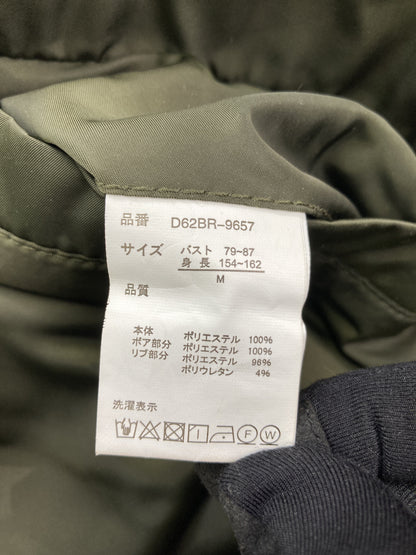 品番 D62BR-9657
サイズ バスト 79~87
身長 154~162
M
品質
本体 ポリエステル 100%
ボア部分 ポリエステル 100%
リブ部分 ポリエステル 96%
ポリウレタン 4%
洗濯表示
F W